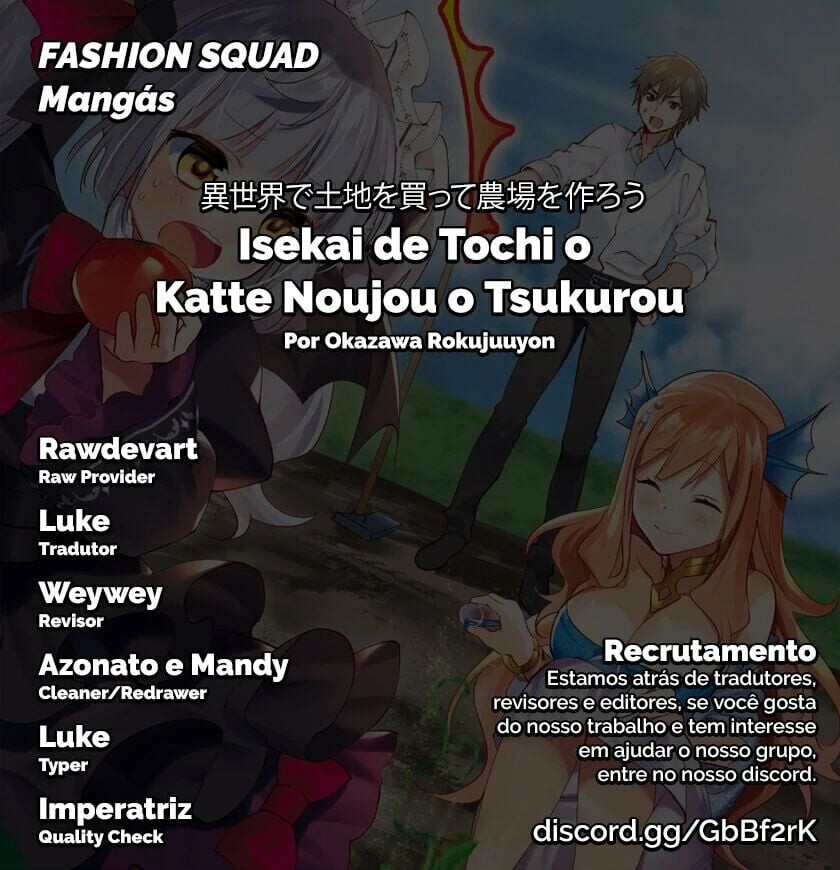 FASHION SQUAD
Mangás
異世界で土地を買って農場を作ろう
Isekai de Tochi o
Katte Noujou o Tsukurou
Por Okazawa Rokujuuyon
Rawdevart
Raw Provider
Luke
Tradutor
Weywey
Revisor
Azonato e Mandy
Cleaner/Redrawer
Luke
Typer
Imperatriz
Quality Check
Recrutamento
Estamos atrás de tradutores,
revisores e editores, se você gosta
do nosso trabalho e tem interesse
em ajudar o nosso grupo,
entre no nosso discord.
discord.gg/GbBf2rK